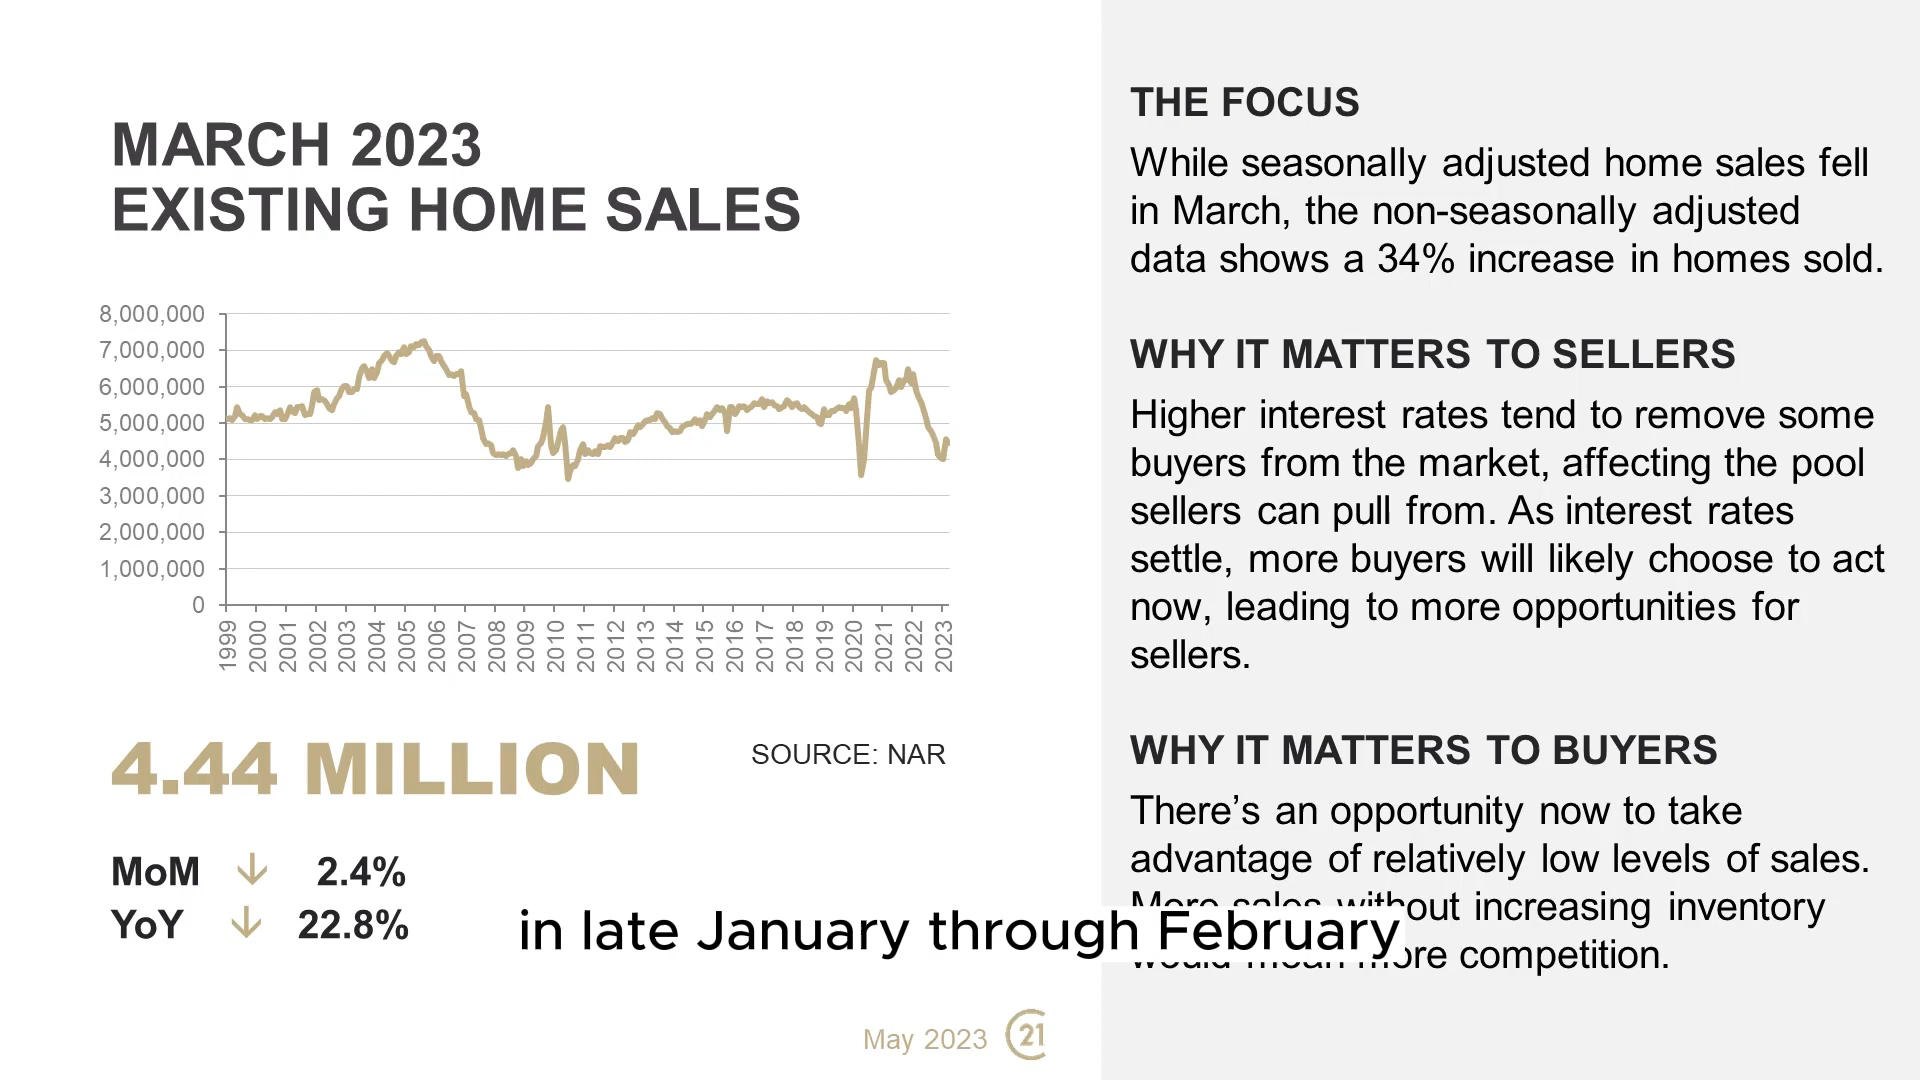 MARCH 2023
EXISTING HOME SALES
8,000,000
7,000,000
6,000,000
5,000,000
4,000,000
3,000,000
2,000,000
1,000,000
0
1999
2000
2001
2002
2003
2004
2005
2006
2007
2008
2009
2010
2011
2012
2013
2014
2015
2016
2017
2018
2019
2020
2021
2022
2023
4.44 MILLION
SOURCE: NAR
MoM ↓ 2.4%
YoY ↓ 22.8%
THE FOCUS
While seasonally adjusted home sales fell
in March, the non-seasonally adjusted
data shows a 34% increase in homes sold.
WHY IT MATTERS TO SELLERS
Higher interest rates tend to remove some
buyers from the market, affecting the pool
sellers can pull from. As interest rates
settle, more buyers will likely choose to act
now, leading to more opportunities for
sellers.
WHY IT MATTERS TO BUYERS
There’s an opportunity now to take
advantage of relatively low levels of sales.
More sales without increasing inventory
would mean more competition.
in late January through February
May 2023
21